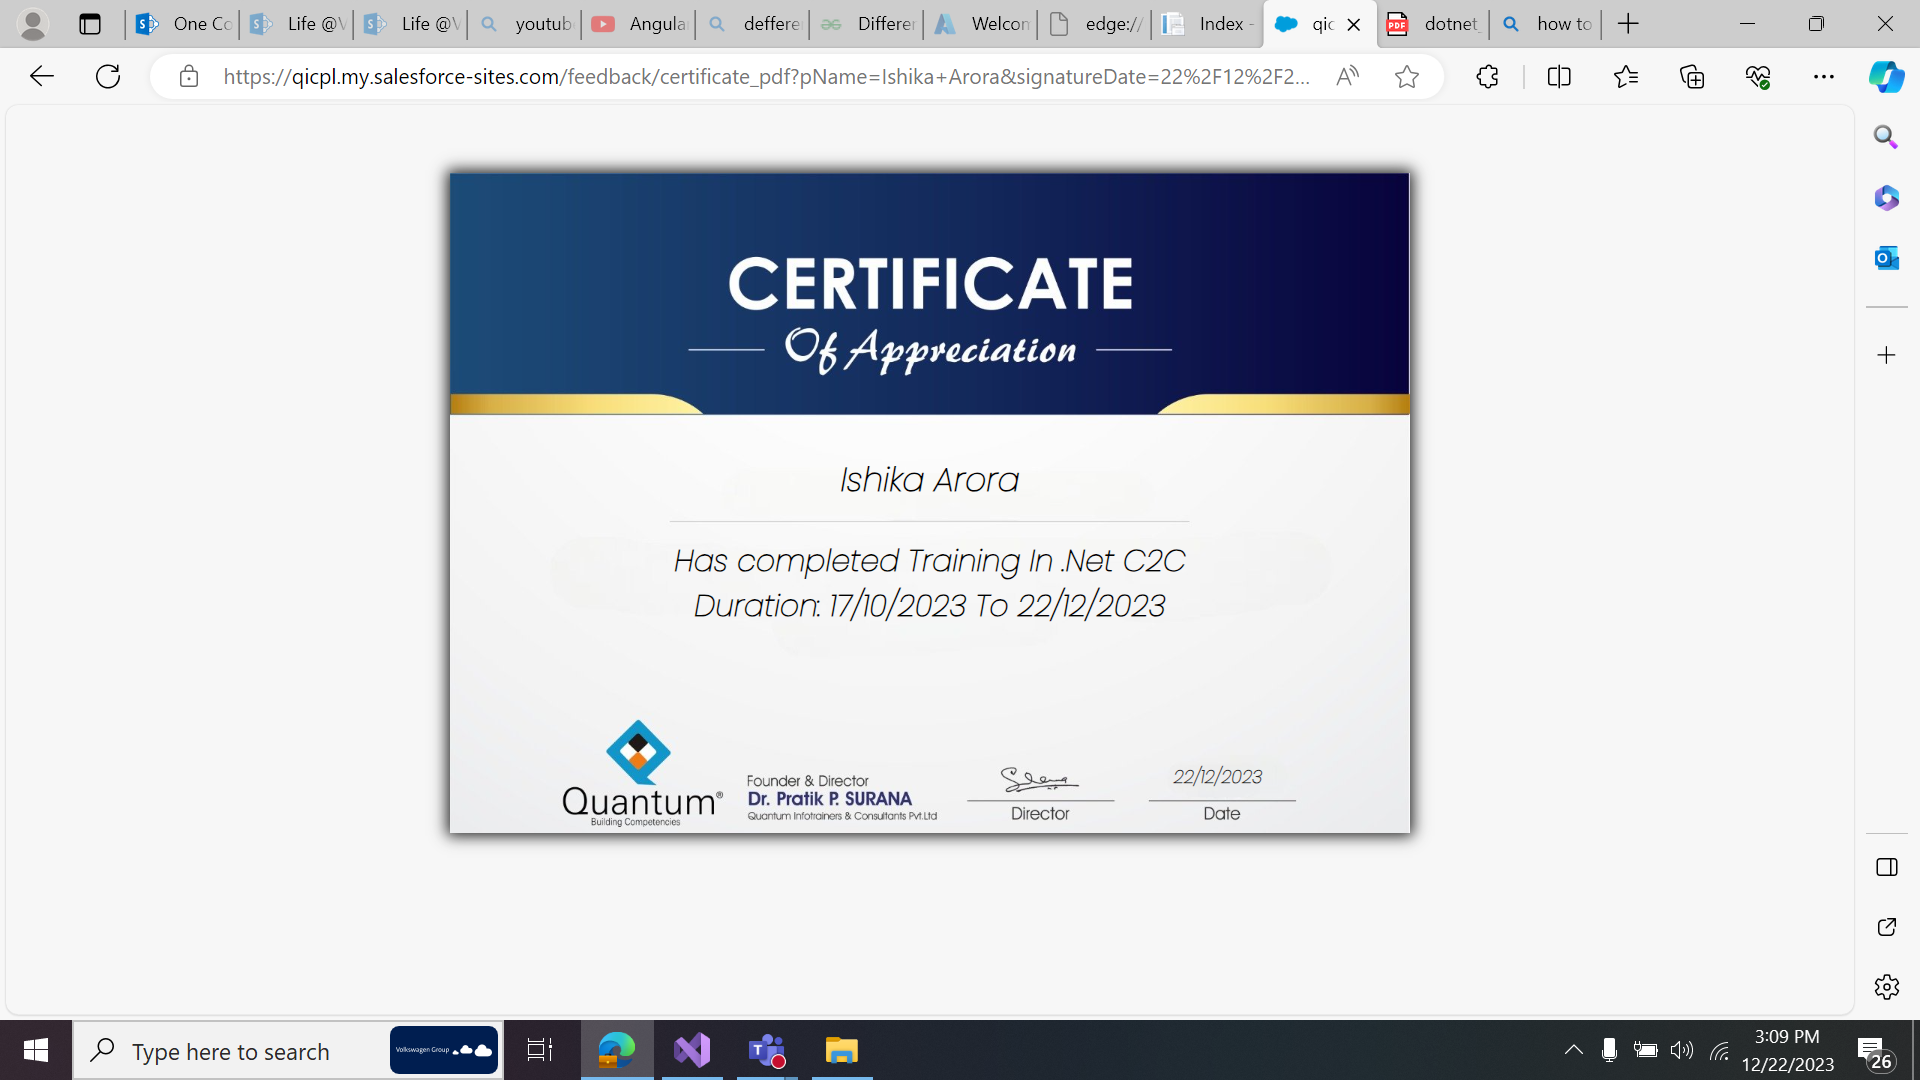 One Co
Life @V
Life @V
youtub
Angula
deffere
Differer
Welcom
edge://
Index -
qic
dotnet_
how to
https://qicpl.my.salesforce-sites.com/feedback/certificate_pdf?pName=Ishika+Arora&signatureDate=22%2F12%2F2...
CERTIFICATE
Of Appreciation
Ishika Arora
Has completed Training In .Net C2C
Duration: 17/10/2023 To 22/12/2023
Quantum®
Building Competencies
Founder & Director
Dr. Pratik P. SURANA
Quantum Infotrainers & Consultants Pvt.Ltd
Director
22/12/2023
Date
Type here to search
Volkswagen Group
3:09 PM
12/22/2023
26